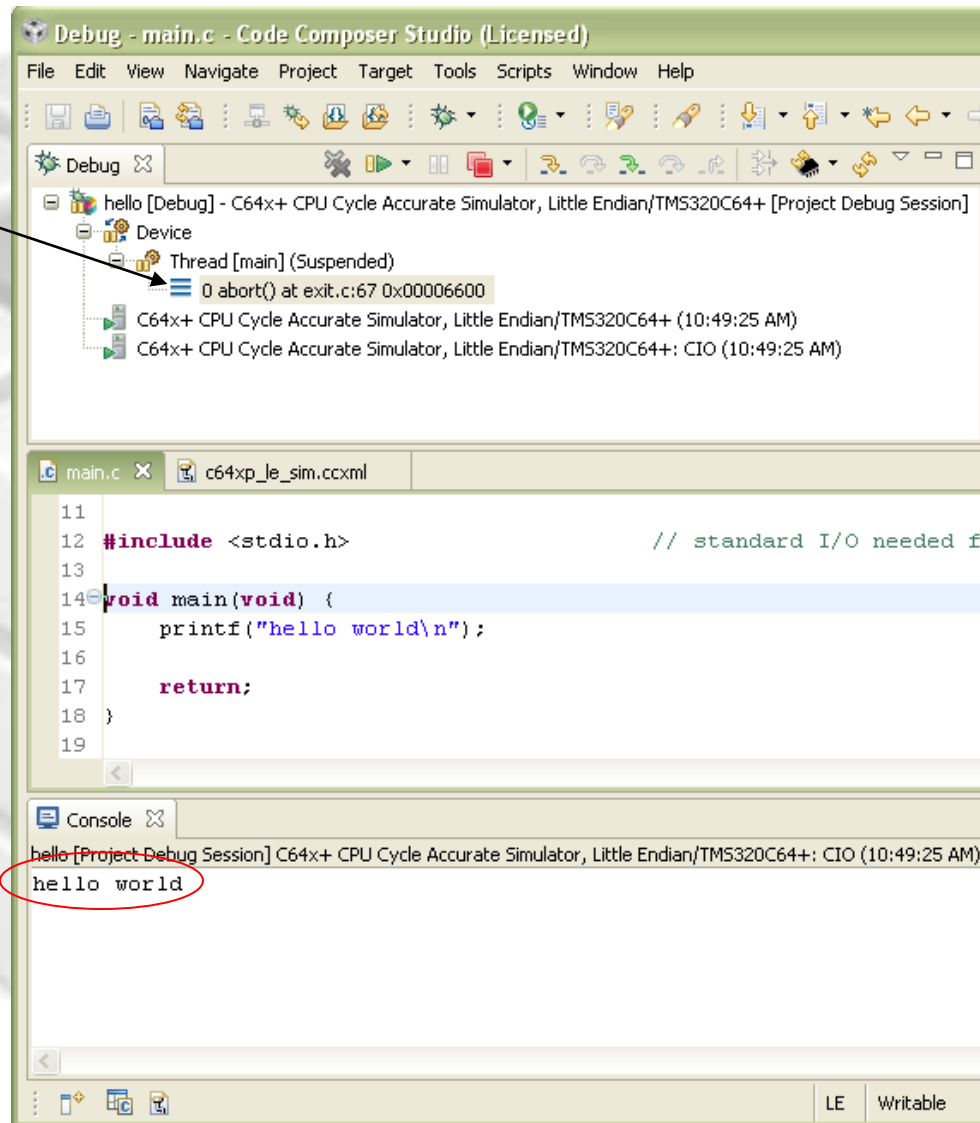 Debug - main.c - Code Composer Studio (Licensed)
File Edit View Navigate Project Target Tools Scripts Window Help
Debug
hello [Debug] - C64x+ CPU Cycle Accurate Simulator, Little Endian/TMS320C64+ [Project Debug Session]
Device
Thread [main] (Suspended)
0 abort() at exit.c:67 0x00006600
C64x+ CPU Cycle Accurate Simulator, Little Endian/TMS320C64+ (10:49:25 AM)
C64x+ CPU Cycle Accurate Simulator, Little Endian/TMS320C64+: CIO (10:49:25 AM)
main.c c64xp_le_sim.ccxml
11
12 #include <stdio.h> // standard I/O needed f
13
14 void main(void) {
15 printf("hello world\n");
16
17 return;
18 }
19
Console
hello [Project Debug Session] C64x+ CPU Cycle Accurate Simulator, Little Endian/TMS320C64+: CIO (10:49:25 AM)
hello world
LE Writable